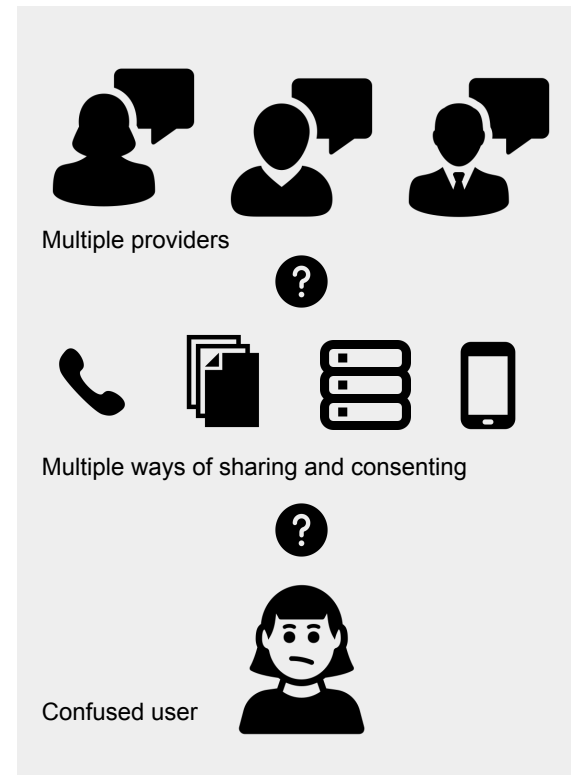 Multiple providers
?
Multiple ways of sharing and consenting
?
Confused user